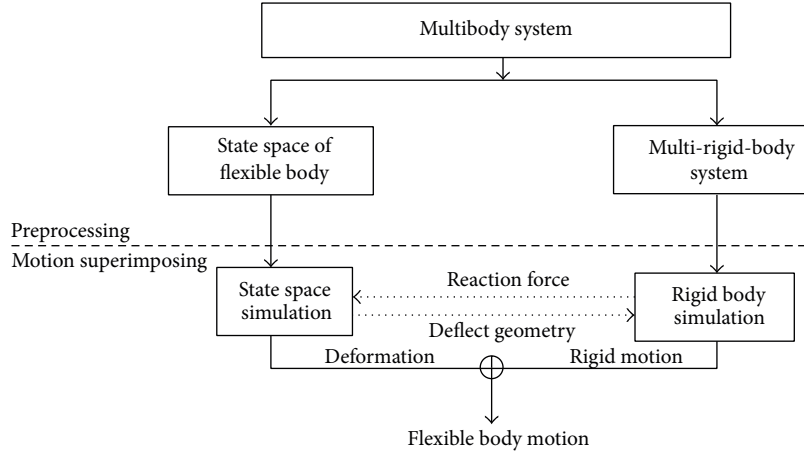 Multibody system
State space of
flexible body
Multi-rigid-body
system
Preprocessing
Motion superimposing
State space
simulation
Reaction force
Deflect geometry
Rigid body
simulation
Deformation
Rigid motion
Flexible body motion